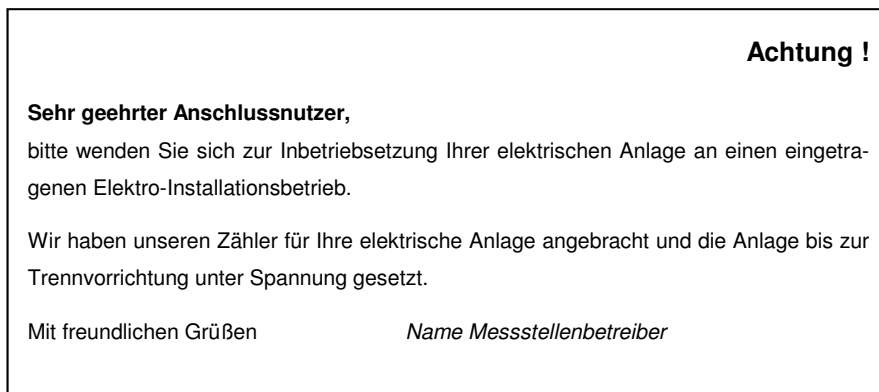 Achtung !
Sehr geehrter Anschlussnutzer,
bitte wenden Sie sich zur Inbetriebsetzung Ihrer elektrischen Anlage an einen eingetra-
genen Elektro-Installationsbetrieb.
Wir haben unseren Zähler für Ihre elektrische Anlage angebracht und die Anlage bis zur
Trennvorrichtung unter Spannung gesetzt.
Mit freundlichen Grüßen Name Messstellenbetreiber